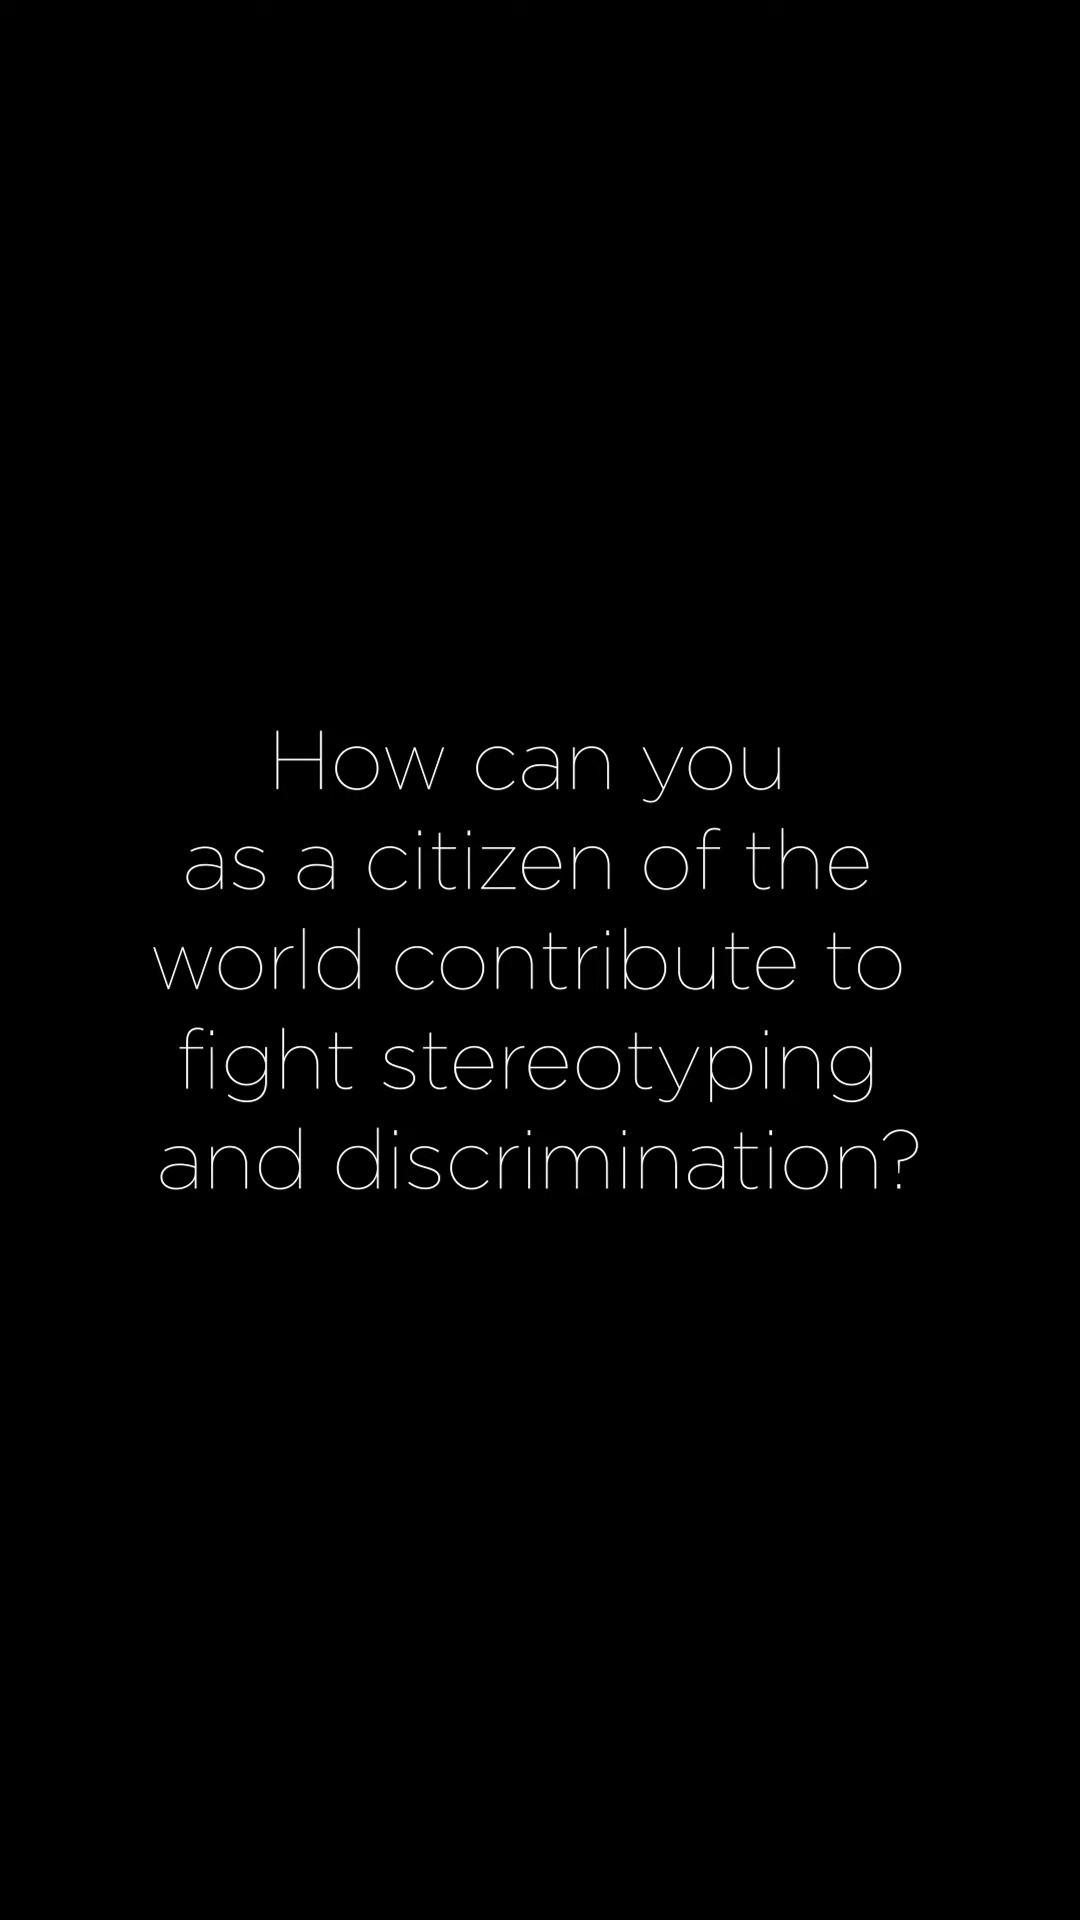 How can you
as a citizen of the
world contribute to
fight stereotyping
and discrimination?